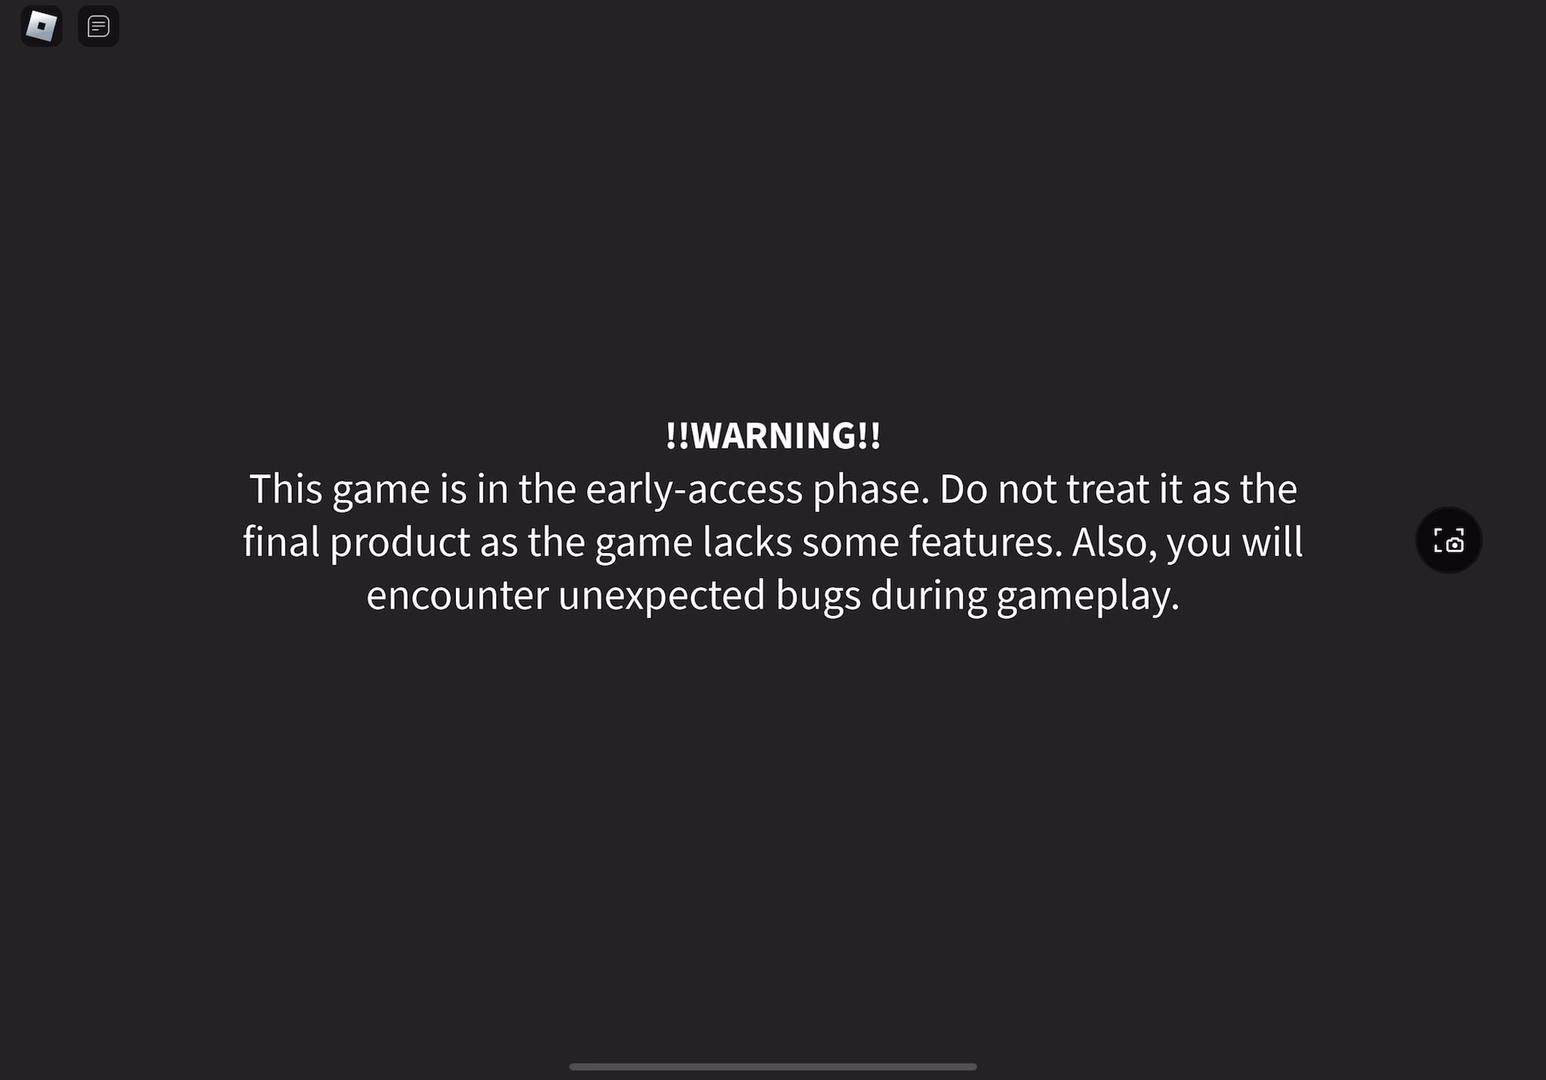 !!WARNING!!
This game is in the early-access phase. Do not treat it as the
final product as the game lacks some features. Also, you will
encounter unexpected bugs during gameplay.